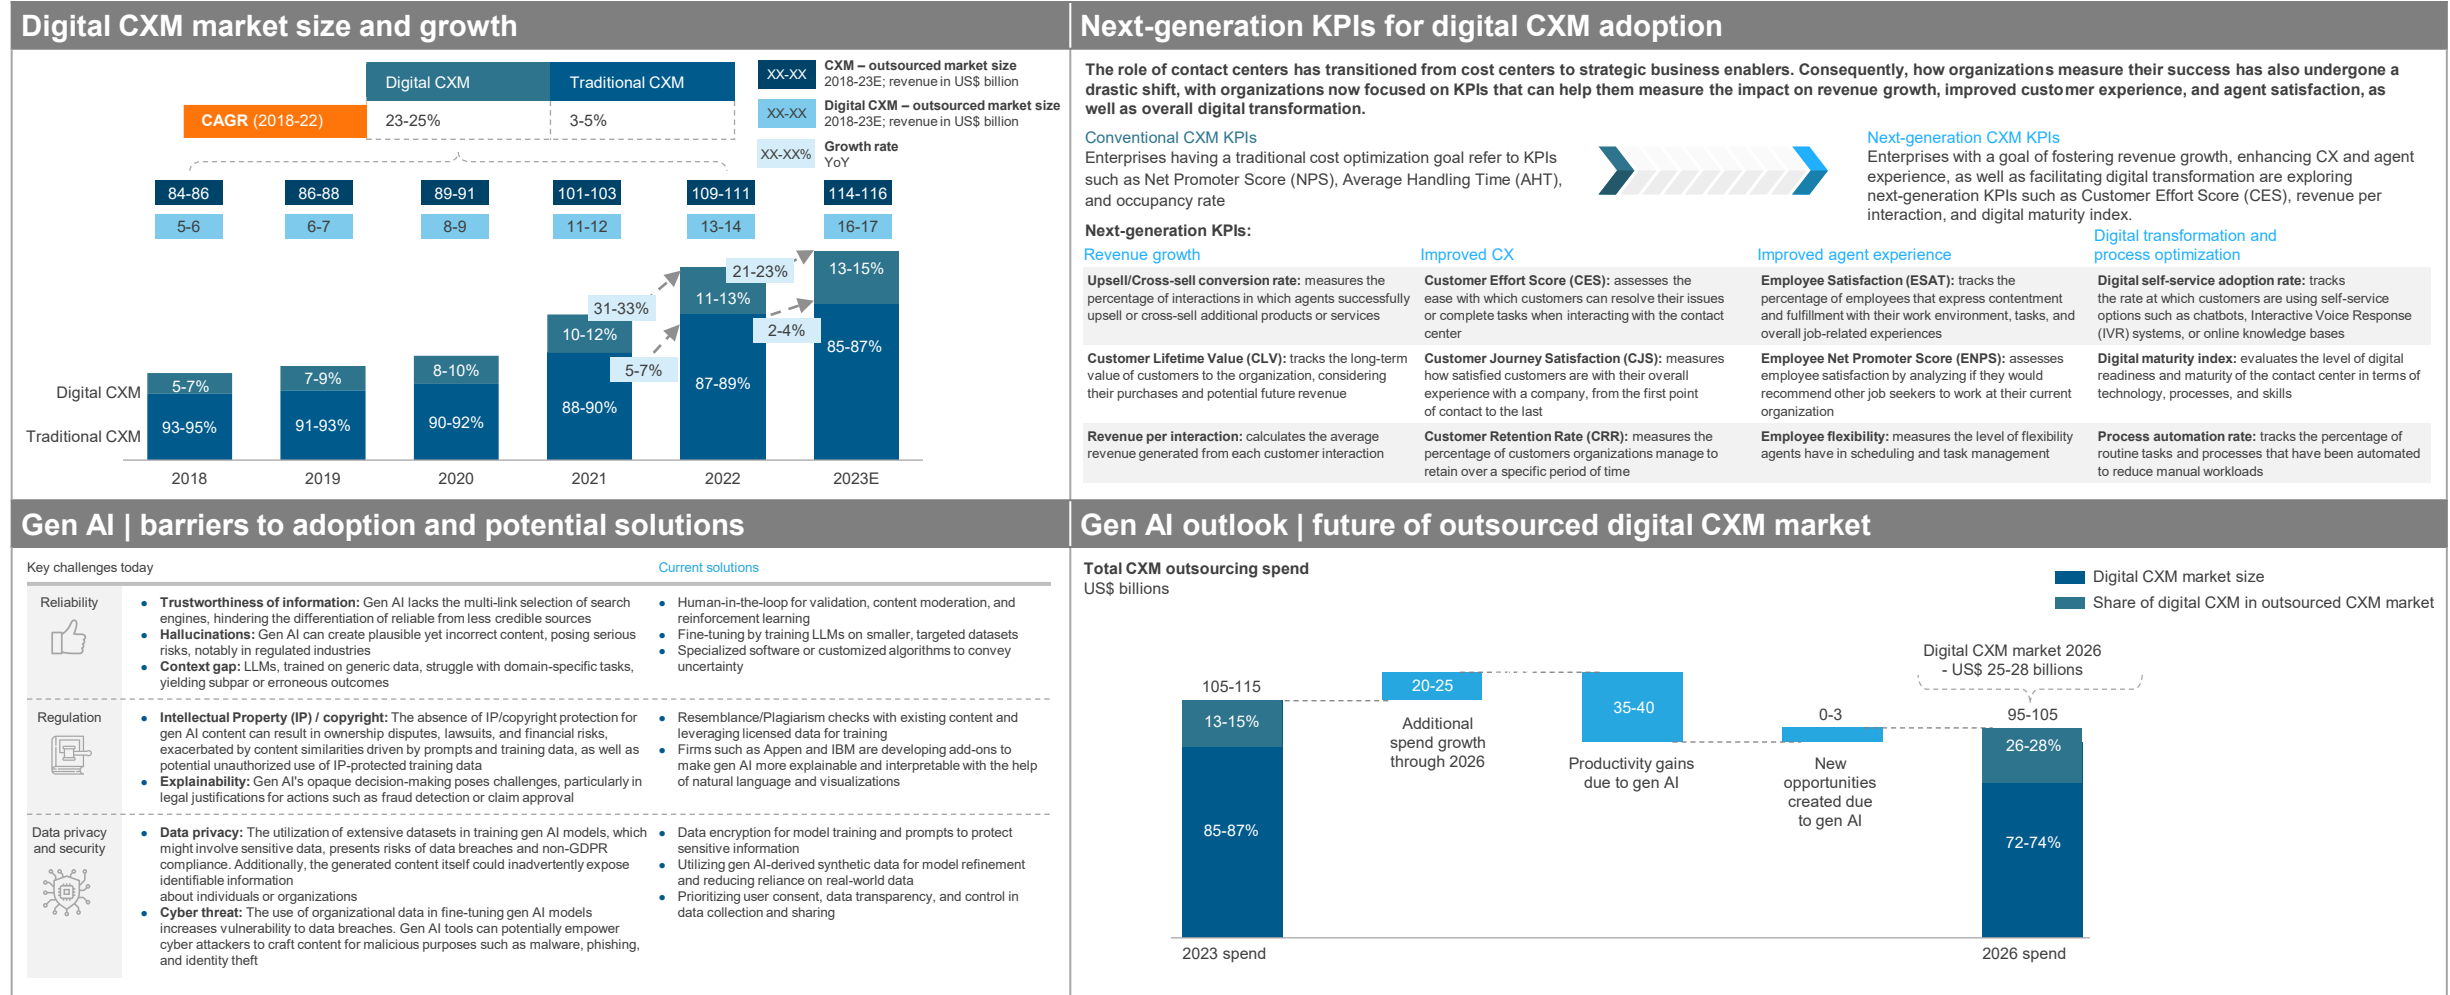 Digital CXM market size and growth
Digital CXM
Traditional CXM
CAGR (2018-22)
23-25%
3-5%
XX-XX
CXM – outsourced market size
2018-23E; revenue in US$ billion
XX-XX
Digital CXM – outsourced market size
2018-23E; revenue in US$ billion
XX-XX%
Growth rate
YoY
84-86
86-88
89-91
101-103
109-111
114-116
5-6
6-7
8-9
11-12
13-14
16-17
21-23%
31-33%
5-7%
2-4%
Digital CXM
Traditional CXM
5-7%
7-9%
8-10%
10-12%
11-13%
13-15%
93-95%
91-93%
90-92%
88-90%
87-89%
85-87%
2018
2019
2020
2021
2022
2023E
Next-generation KPIs for digital CXM adoption
The role of contact centers has transitioned from cost centers to strategic business enablers. Consequently, how organizations measure their success has also undergone a
drastic shift, with organizations now focused on KPIs that can help them measure the impact on revenue growth, improved customer experience, and agent satisfaction, as
well as overall digital transformation.
Conventional CXM KPIs
Enterprises having a traditional cost optimization goal refer to KPIs
such as Net Promoter Score (NPS), Average Handling Time (AHT),
and occupancy rate
Next-generation CXM KPIs
Enterprises with a goal of fostering revenue growth, enhancing CX and agent
experience, as well as facilitating digital transformation are exploring
next-generation KPIs such as Customer Effort Score (CES), revenue per
interaction, and digital maturity index.
Next-generation KPIs:
Revenue growth
Improved CX
Improved agent experience
Digital transformation and
process optimization
Upsell/Cross-sell conversion rate: measures the
percentage of interactions in which agents successfully
upsell or cross-sell additional products or services
Customer Effort Score (CES): assesses the
ease with which customers can resolve their issues
or complete tasks when interacting with the contact
center
Employee Satisfaction (ESAT): tracks the
percentage of employees that express contentment
and fulfillment with their work environment, tasks, and
overall job-related experiences
Digital self-service adoption rate: tracks
the rate at which customers are using self-service
options such as chatbots, Interactive Voice Response
(IVR) systems, or online knowledge bases
Customer Lifetime Value (CLV): tracks the long-term
value of customers to the organization, considering
their purchases and potential future revenue
Customer Journey Satisfaction (CJS): measures
how satisfied customers are with their overall
experience with a company, from the first point
of contact to the last
Employee Net Promoter Score (ENPS): assesses
employee satisfaction by analyzing if they would
recommend other job seekers to work at their current
organization
Digital maturity index: evaluates the level of digital
readiness and maturity of the contact center in terms of
technology, processes, and skills
Revenue per interaction: calculates the average
revenue generated from each customer interaction
Customer Retention Rate (CRR): measures the
percentage of customers organizations manage to
retain over a specific period of time
Employee flexibility: measures the level of flexibility
agents have in scheduling and task management
Process automation rate: tracks the percentage of
routine tasks and processes that have been automated
to reduce manual workloads
Gen AI | barriers to adoption and potential solutions
Key challenges today
Current solutions
Reliability
● Trustworthiness of information: Gen AI lacks the multi-link selection of search
engines, hindering the differentiation of reliable from less credible sources
● Hallucinations: Gen AI can create plausible yet incorrect content, posing serious
risks, notably in regulated industries
● Context gap: LLMs, trained on generic data, struggle with domain-specific tasks,
yielding subpar or erroneous outcomes
● Human-in-the-loop for validation, content moderation, and
reinforcement learning
● Fine-tuning by training LLMs on smaller, targeted datasets
● Specialized software or customized algorithms to convey
uncertainty
Regulation
● Intellectual Property (IP) / copyright: The absence of IP/copyright protection for
gen AI content can result in ownership disputes, lawsuits, and financial risks,
exacerbated by content similarities driven by prompts and training data, as well as
potential unauthorized use of IP-protected training data
● Explainability: Gen AI's opaque decision-making poses challenges, particularly in
legal justifications for actions such as fraud detection or claim approval
● Resemblance/Plagiarism checks with existing content and
leveraging licensed data for training
● Firms such as Appen and IBM are developing add-ons to
make gen AI more explainable and interpretable with the help
of natural language and visualizations
Data privacy
and security
● Data privacy: The utilization of extensive datasets in training gen AI models, which
might involve sensitive data, presents risks of data breaches and non-GDPR
compliance. Additionally, the generated content itself could inadvertently expose
identifiable information
about individuals or organizations
● Cyber threat: The use of organizational data in fine-tuning gen AI models
increases vulnerability to data breaches. Gen AI tools can potentially empower
cyber attackers to craft content for malicious purposes such as malware, phishing,
and identity theft
● Data encryption for model training and prompts to protect
sensitive information
● Utilizing gen AI-derived synthetic data for model refinement
and reducing reliance on real-world data
● Prioritizing user consent, data transparency, and control in
data collection and sharing
Gen AI outlook | future of outsourced digital CXM market
Total CXM outsourcing spend
US$ billions
Digital CXM market size
Share of digital CXM in outsourced CXM market
Digital CXM market 2026
- US$ 25-28 billions
105-115
13-15%
85-87%
2023 spend
20-25
Additional
spend growth
through 2026
35-40
Productivity gains
due to gen AI
0-3
New
opportunities
created due
to gen AI
95-105
26-28%
72-74%
2026 spend